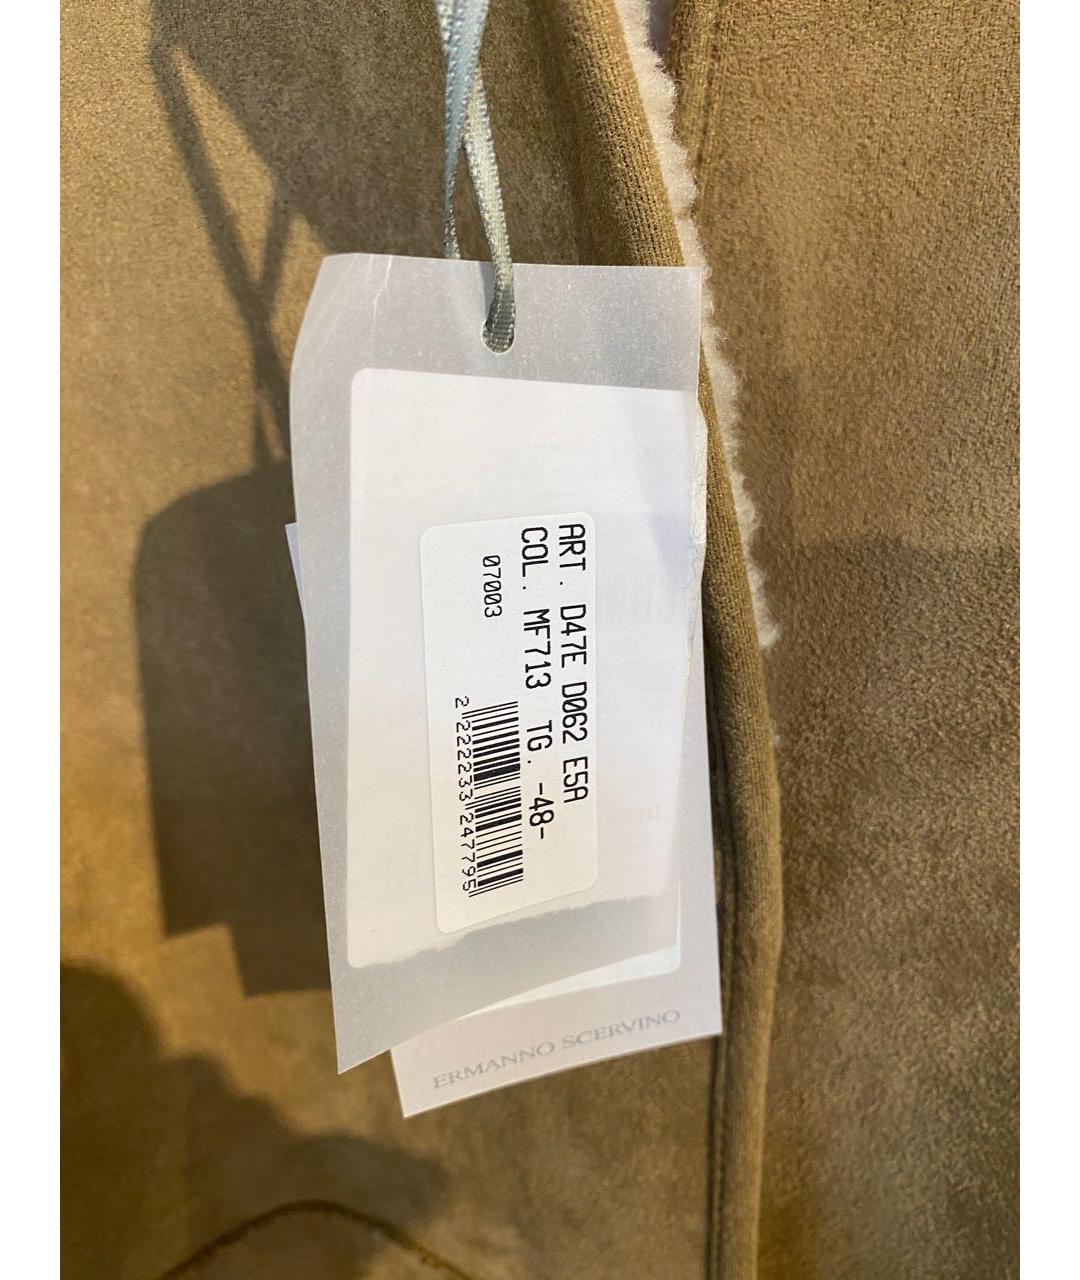 ART. D47E D062 E5A
COL. MF713 TG. -48-
07003
2 222233 247795
ERMANNO SCERVINO